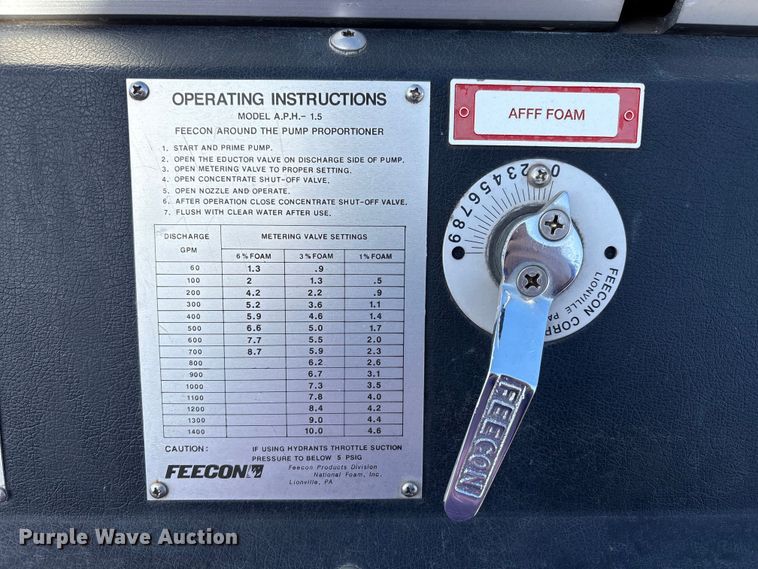 OPERATING INSTRUCTIONS
MODEL A.P.H.- 1.5
FEECON AROUND THE PUMP PROPORTIONER
1. START AND PRIME PUMP.
2. OPEN THE EDUCTOR VALVE ON DISCHARGE SIDE OF PUMP.
3. OPEN METERING VALVE TO PROPER SETTING.
4. OPEN CONCENTRATE SHUT-OFF VALVE.
5. OPEN NOZZLE AND OPERATE.
6. AFTER OPERATION CLOSE CONCENTRATE SHUT-OFF VALVE.
7. FLUSH WITH CLEAR WATER AFTER USE.
DISCHARGE GPM METERING VALVE SETTINGS
6% FOAM 3% FOAM 1% FOAM
60 1.3 .9
100 2 1.3 .5
200 4.2 2.2 .9
300 5.2 3.6 1.1
400 5.9 4.6 1.4
500 6.6 5.0 1.7
600 7.7 5.5 2.0
700 8.7 5.9 2.3
800 6.2 2.6
900 6.7 3.1
1000 7.3 3.5
1100 7.8 4.0
1200 8.4 4.2
1300 9.0 4.4
1400 10.0 4.6
CAUTION: IF USING HYDRANTS THROTTLE SUCTION
PRESSURE TO BELOW 5 PSIG
FEECON
Feecon Products Division
National Foam, Inc.
Lionville, PA
AFFF FOAM
0 2 3 4 5 6 7 8 9
FEECON CORP
LIONVILLE PA
FEECON
Purple Wave Auction